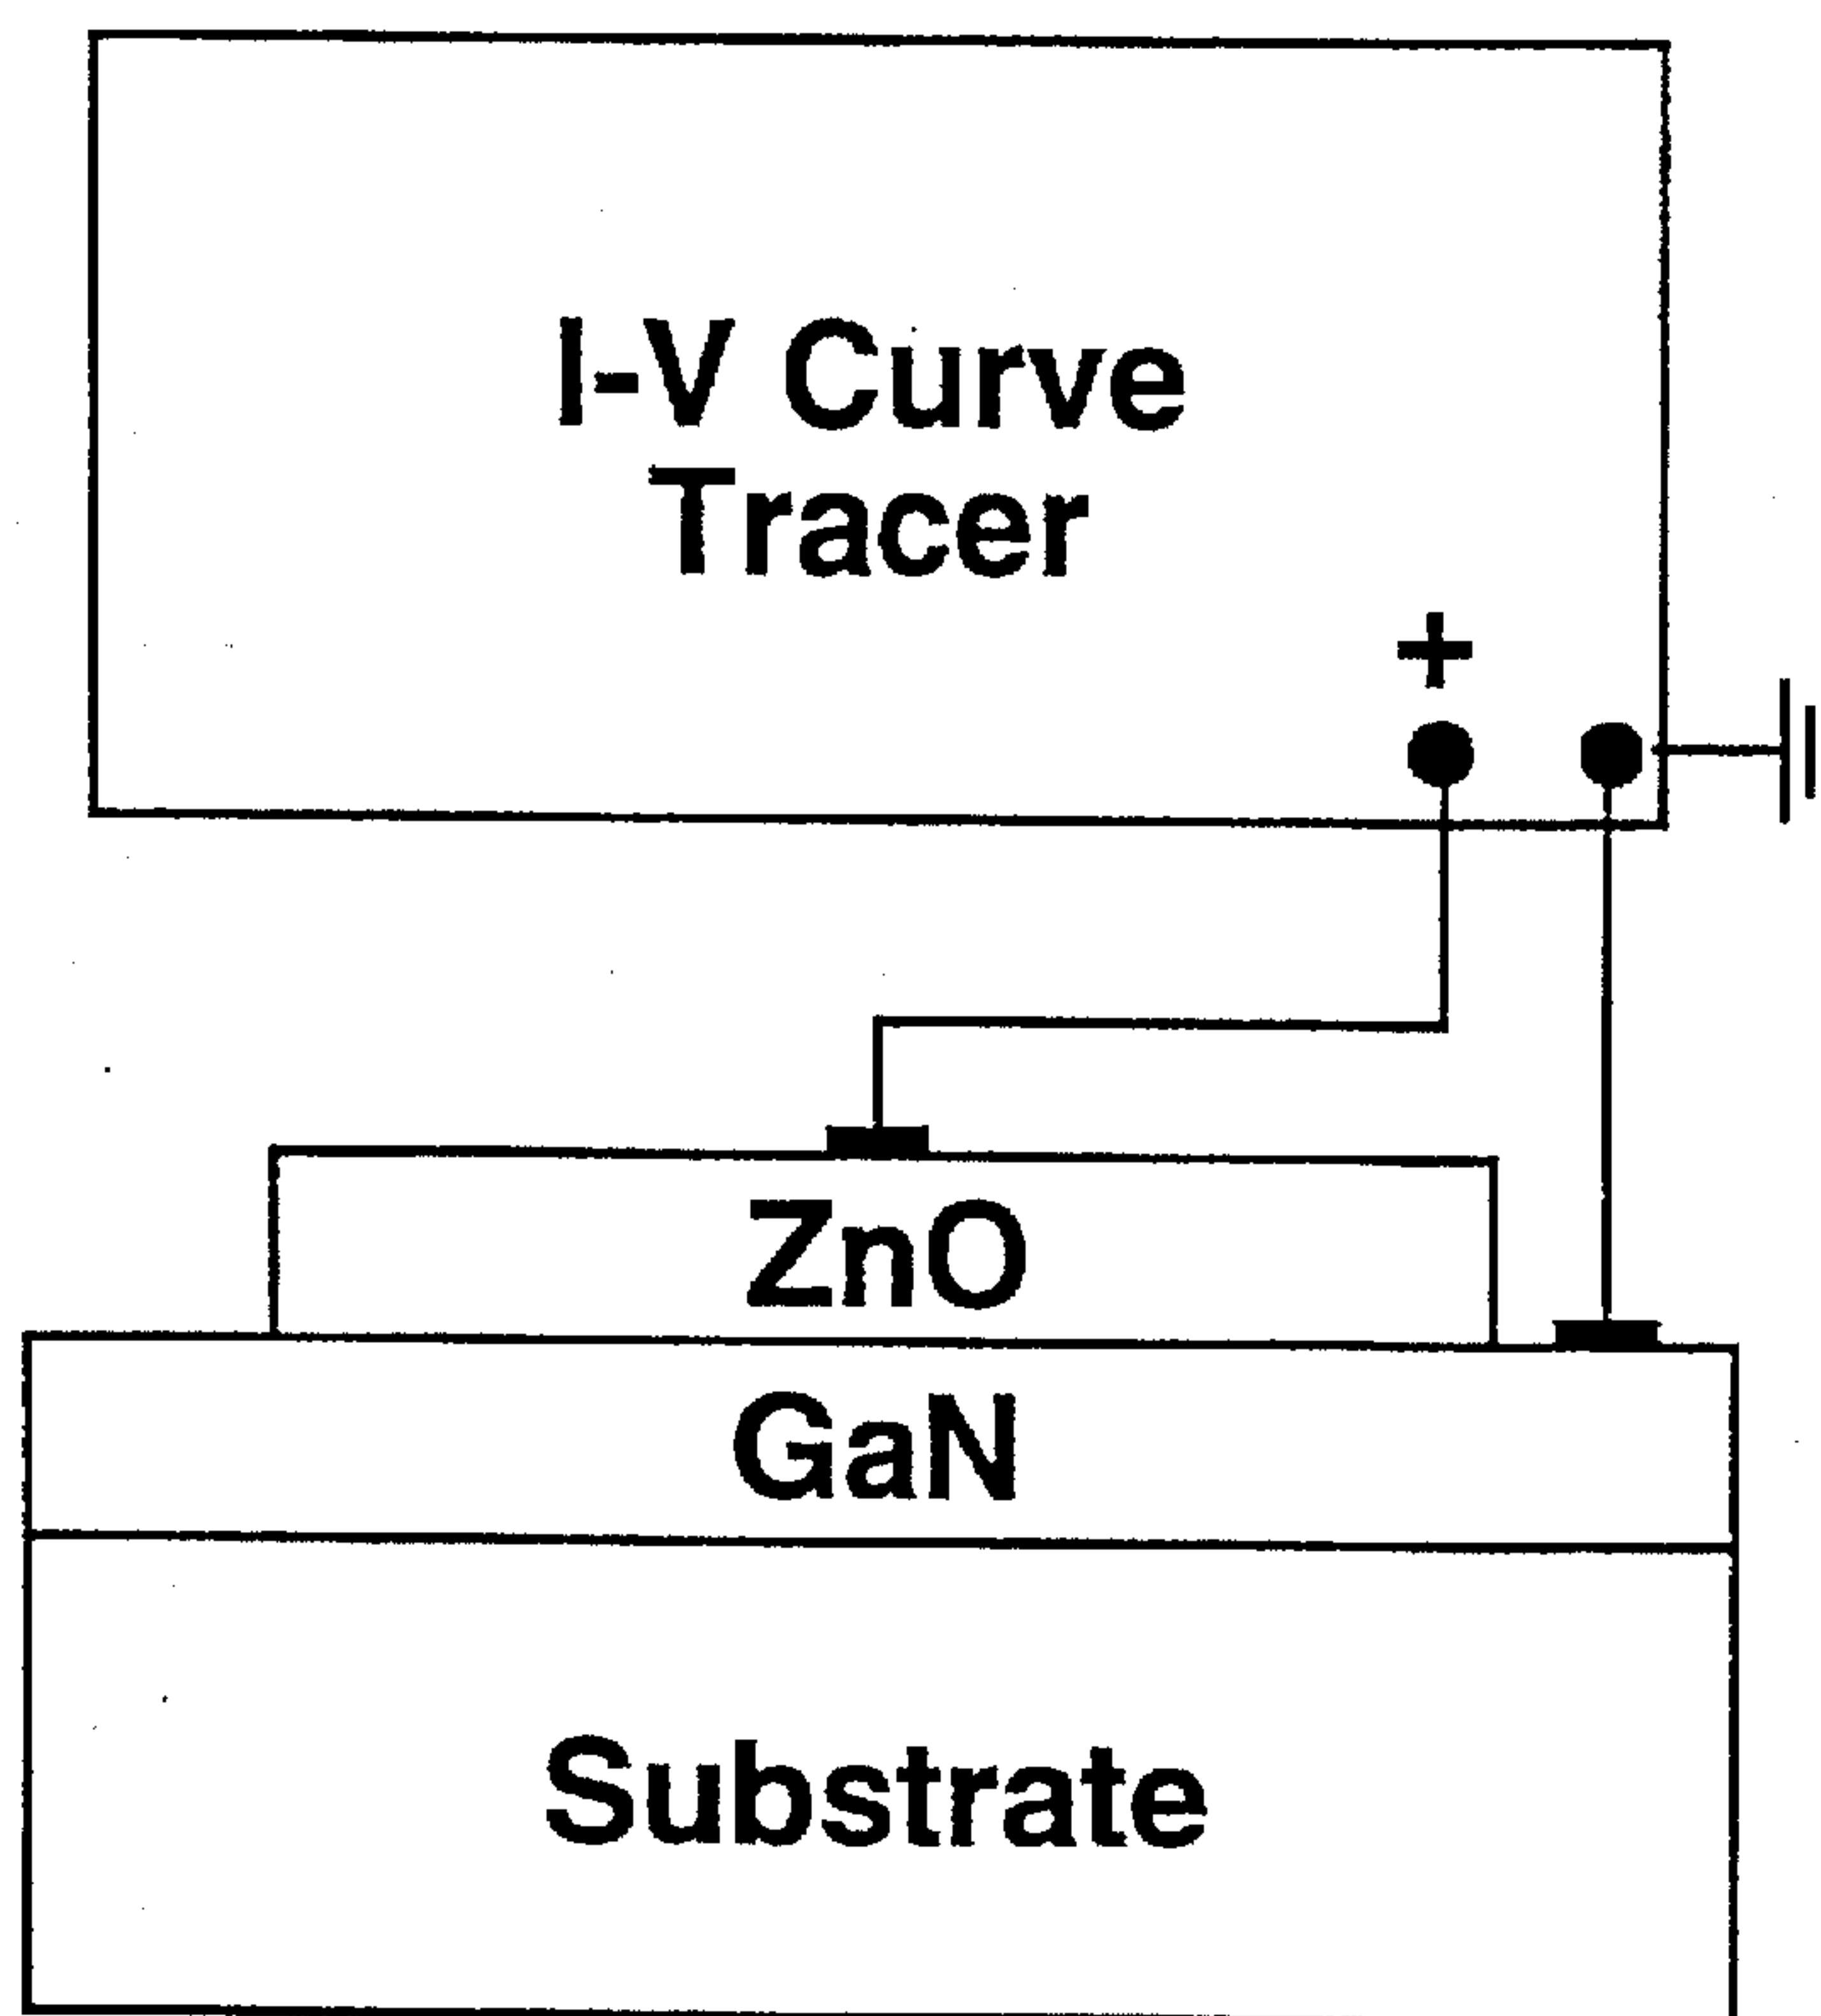 I-V Curve
Tracer
+
ZnO
GaN
Substrate